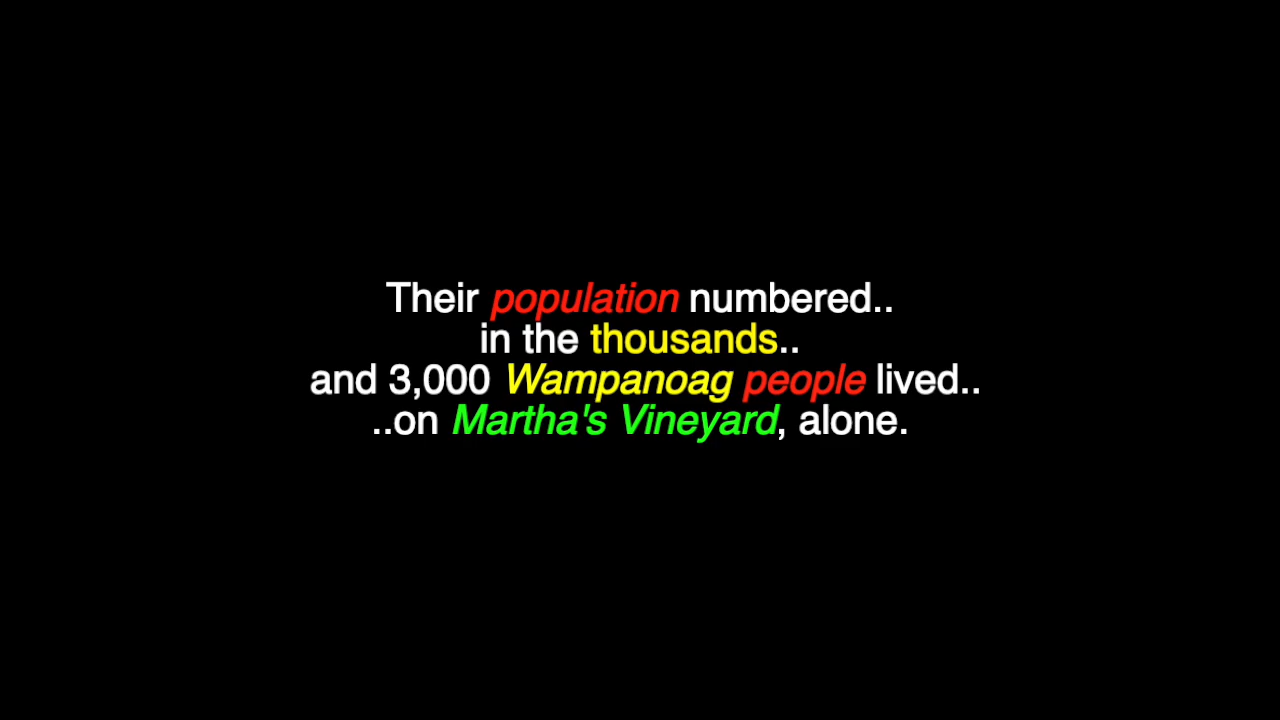 Their population numbered..
in the thousands..
and 3,000 Wampanoag people lived..
..on Martha's Vineyard, alone.